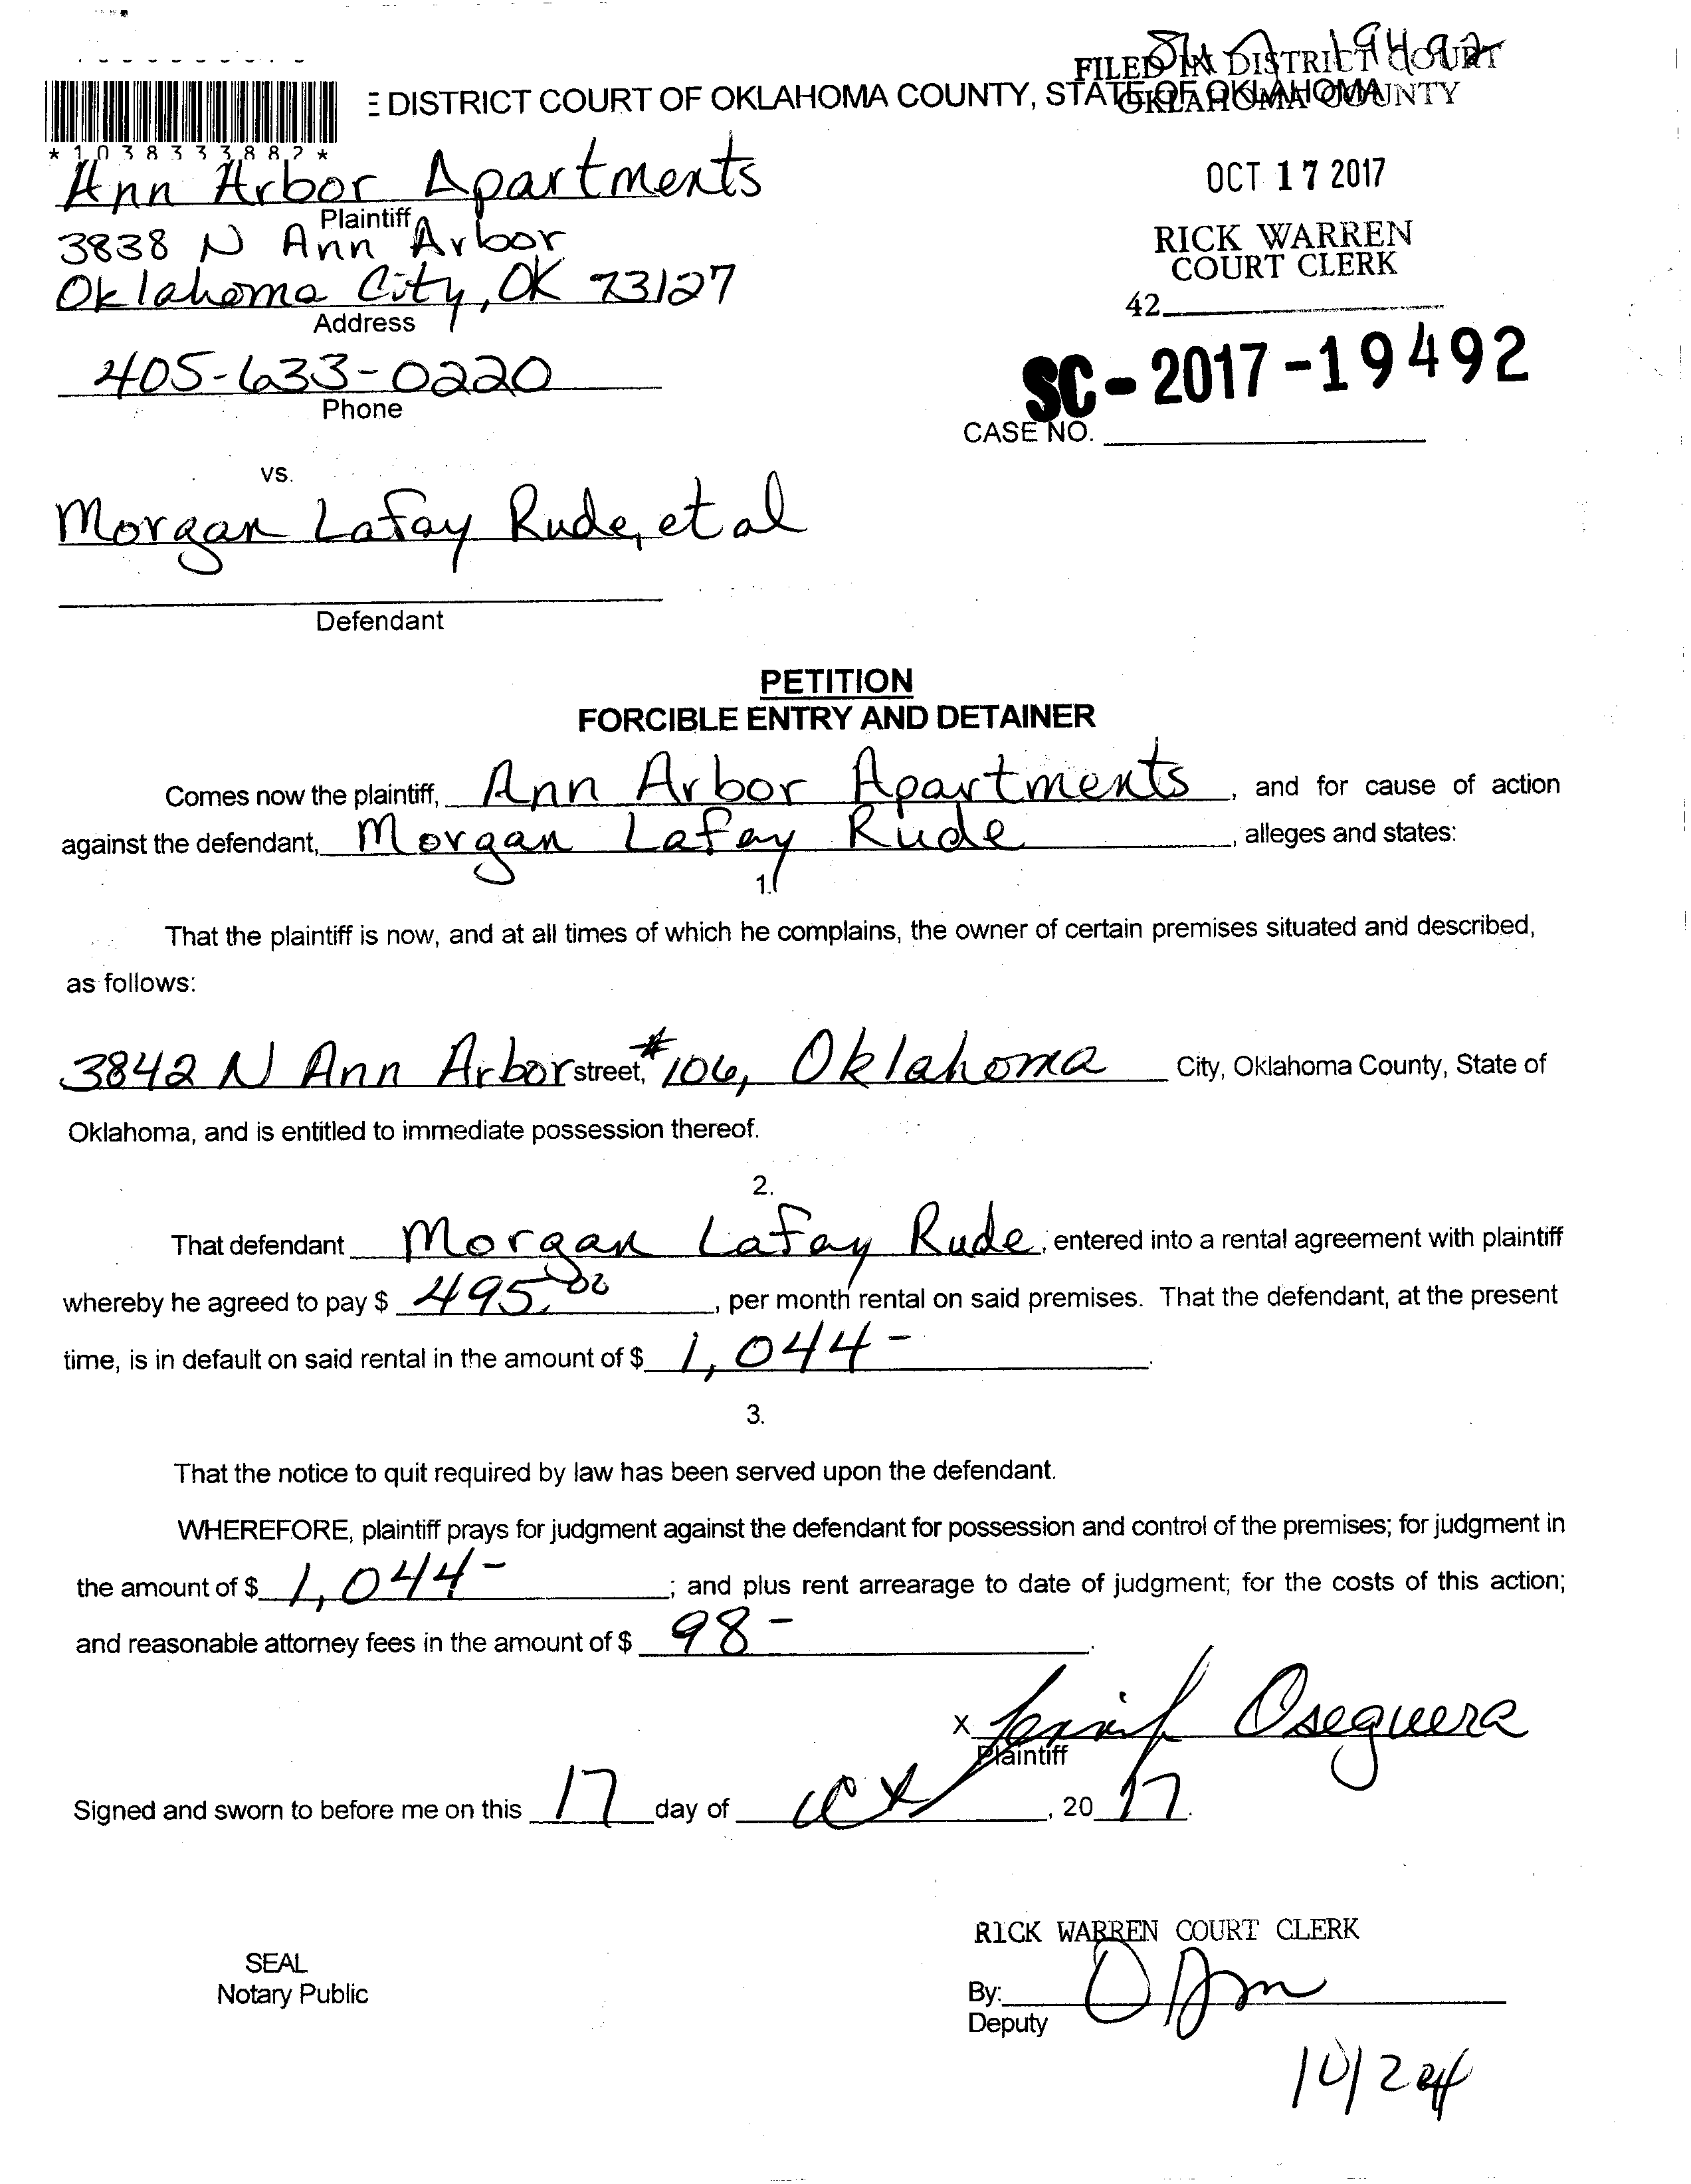 FILED IN DISTRICT COURT
DISTRICT COURT OF OKLAHOMA COUNTY, STATE OF OKLAHOMA
OKLAHOMA COUNTY
19492
* 1 0 3 8 3 3 3 8 8 2 *
Ann Arbor Apartments
Plaintiff
OCT 17 2017
3838 N Ann Arbor
RICK WARREN
COURT CLERK
Oklahoma City, OK 73127
Address
42
405-633-0220
Phone
SC-2017-19492
CASE NO.
vs.
Morgan Lafay Rude, et al
Defendant
PETITION
FORCIBLE ENTRY AND DETAINER
Comes now the plaintiff, Ann Arbor Apartments, and for cause of action
against the defendant, Morgan Lafay Rude, alleges and states:
1.
That the plaintiff is now, and at all times of which he complains, the owner of certain premises situated and described,
as follows:
3842 N Ann Arbor street, #106, Oklahoma City, Oklahoma County, State of
Oklahoma, and is entitled to immediate possession thereof.
2.
That defendant Morgan Lafay Rude, entered into a rental agreement with plaintiff
whereby he agreed to pay $ 495.00, per month rental on said premises. That the defendant, at the present
time, is in default on said rental in the amount of $ 1,044-.
3.
That the notice to quit required by law has been served upon the defendant.
WHEREFORE, plaintiff prays for judgment against the defendant for possession and control of the premises; for judgment in
the amount of $ 1,044-; and plus rent arrearage to date of judgment; for the costs of this action;
and reasonable attorney fees in the amount of $ 98-.
X Oseguera
Plaintiff
Signed and sworn to before me on this 17 day of Oct, 2017.
RICK WARREN COURT CLERK
SEAL
Notary Public
By:
Deputy